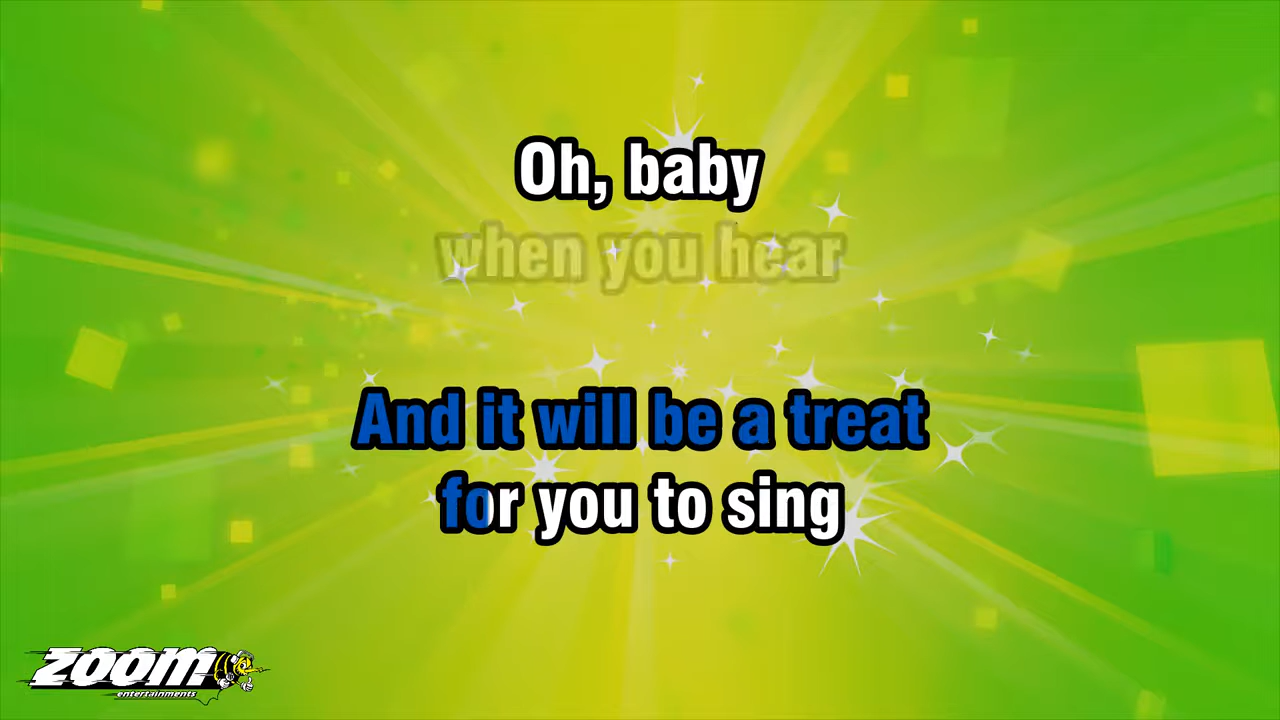 Oh, baby
when you hear
And it will be a treat
for you to sing
ZOOM
entertainments